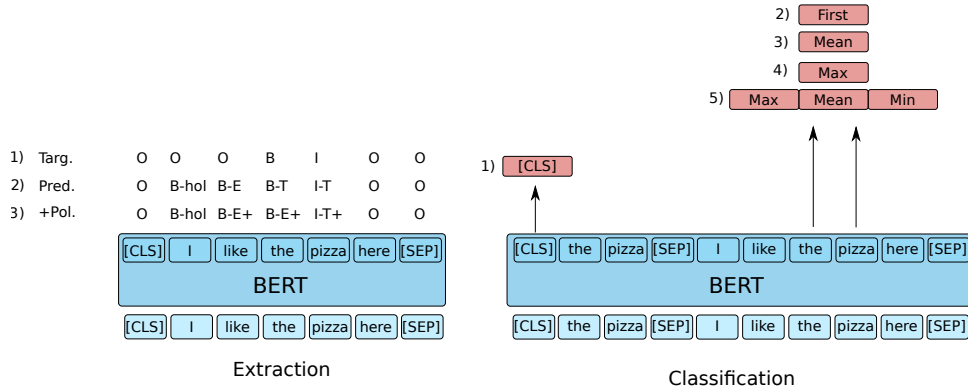 2) First
3) Mean
4) Max
5) Max Mean Min
1) Targ. O O O B I O O
2) Pred. O B-hol B-E B-T I-T O O
3) +Pol. O B-hol B-E+ B-E+ I-T+ O O
[CLS] I like the pizza here [SEP]
BERT
[CLS] I like the pizza here [SEP]
Extraction
1) [CLS]
[CLS] the pizza [SEP] I like the pizza here [SEP]
BERT
[CLS] the pizza [SEP] I like the pizza here [SEP]
Classification